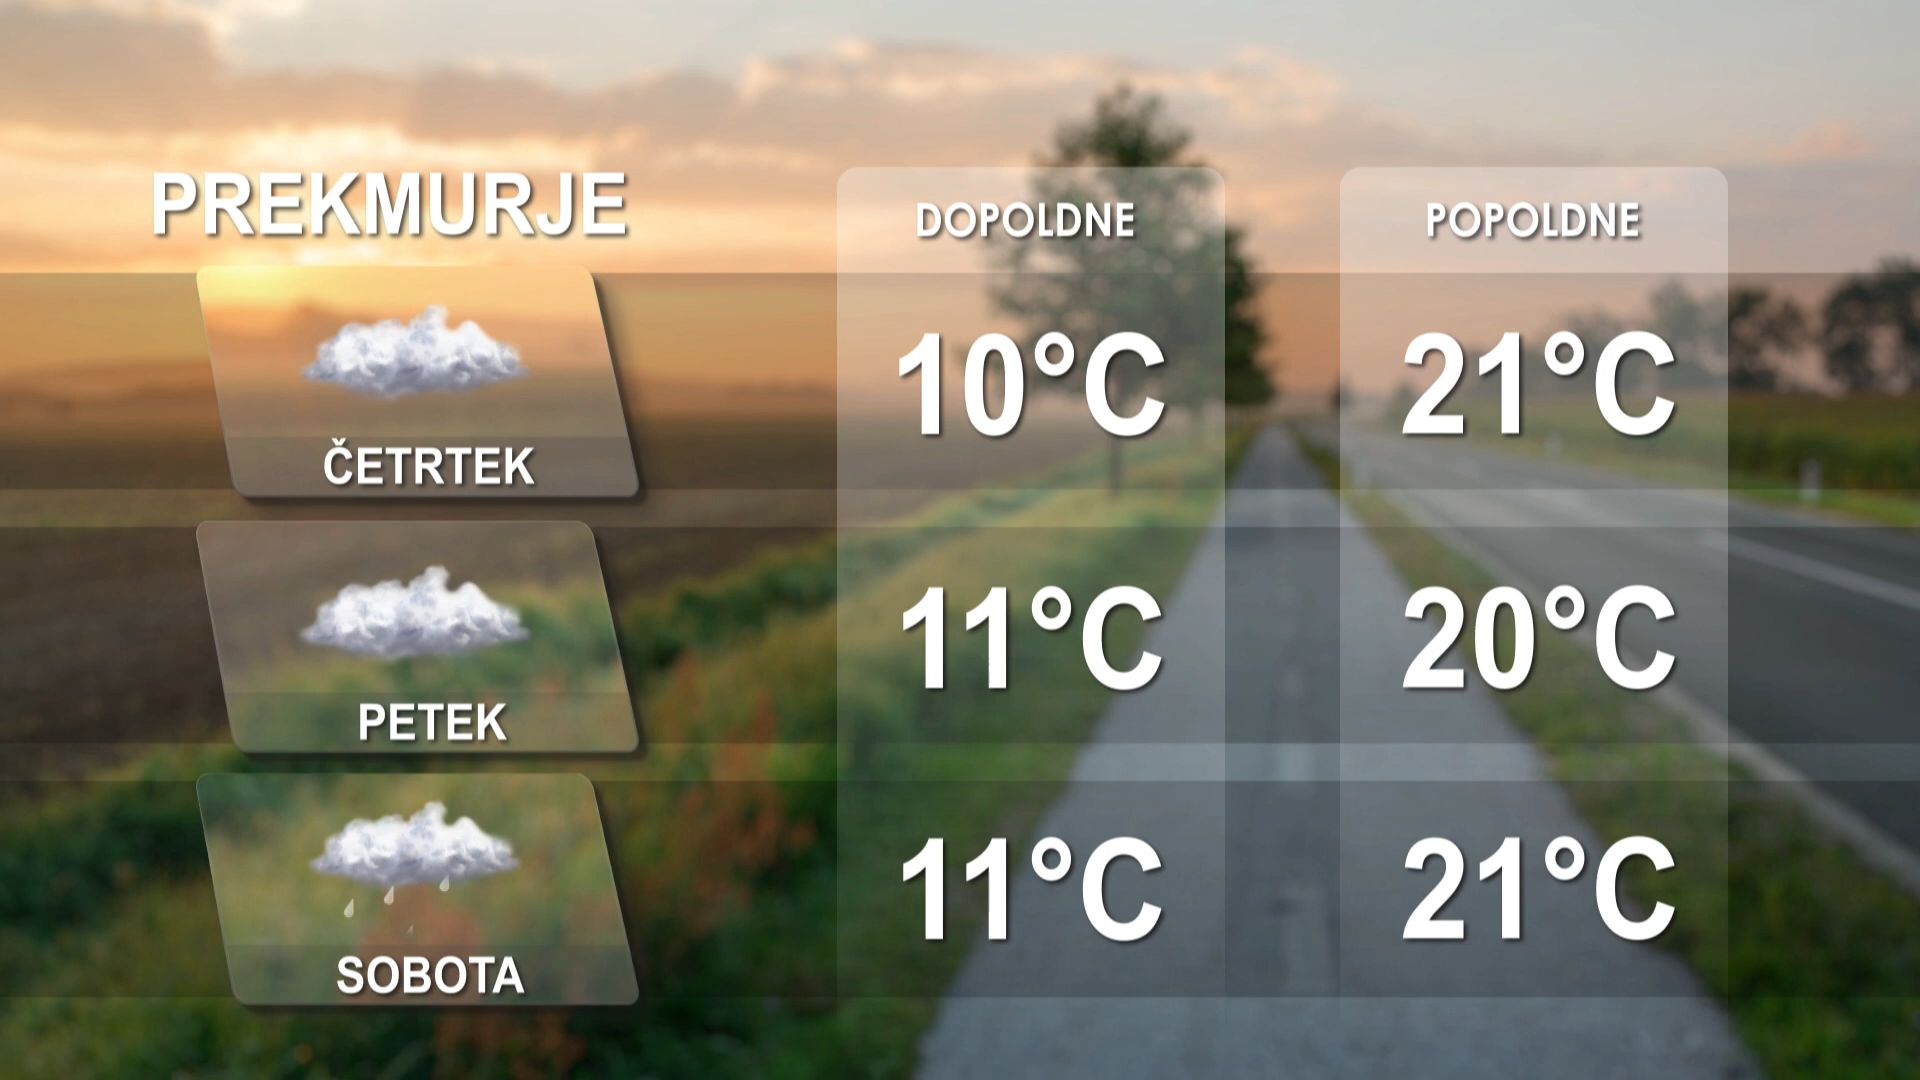 PREKMURJE
DOPOLDNE POPOLDNE
ČETRTEK 10°C 21°C
PETEK 11°C 20°C
SOBOTA 11°C 21°C